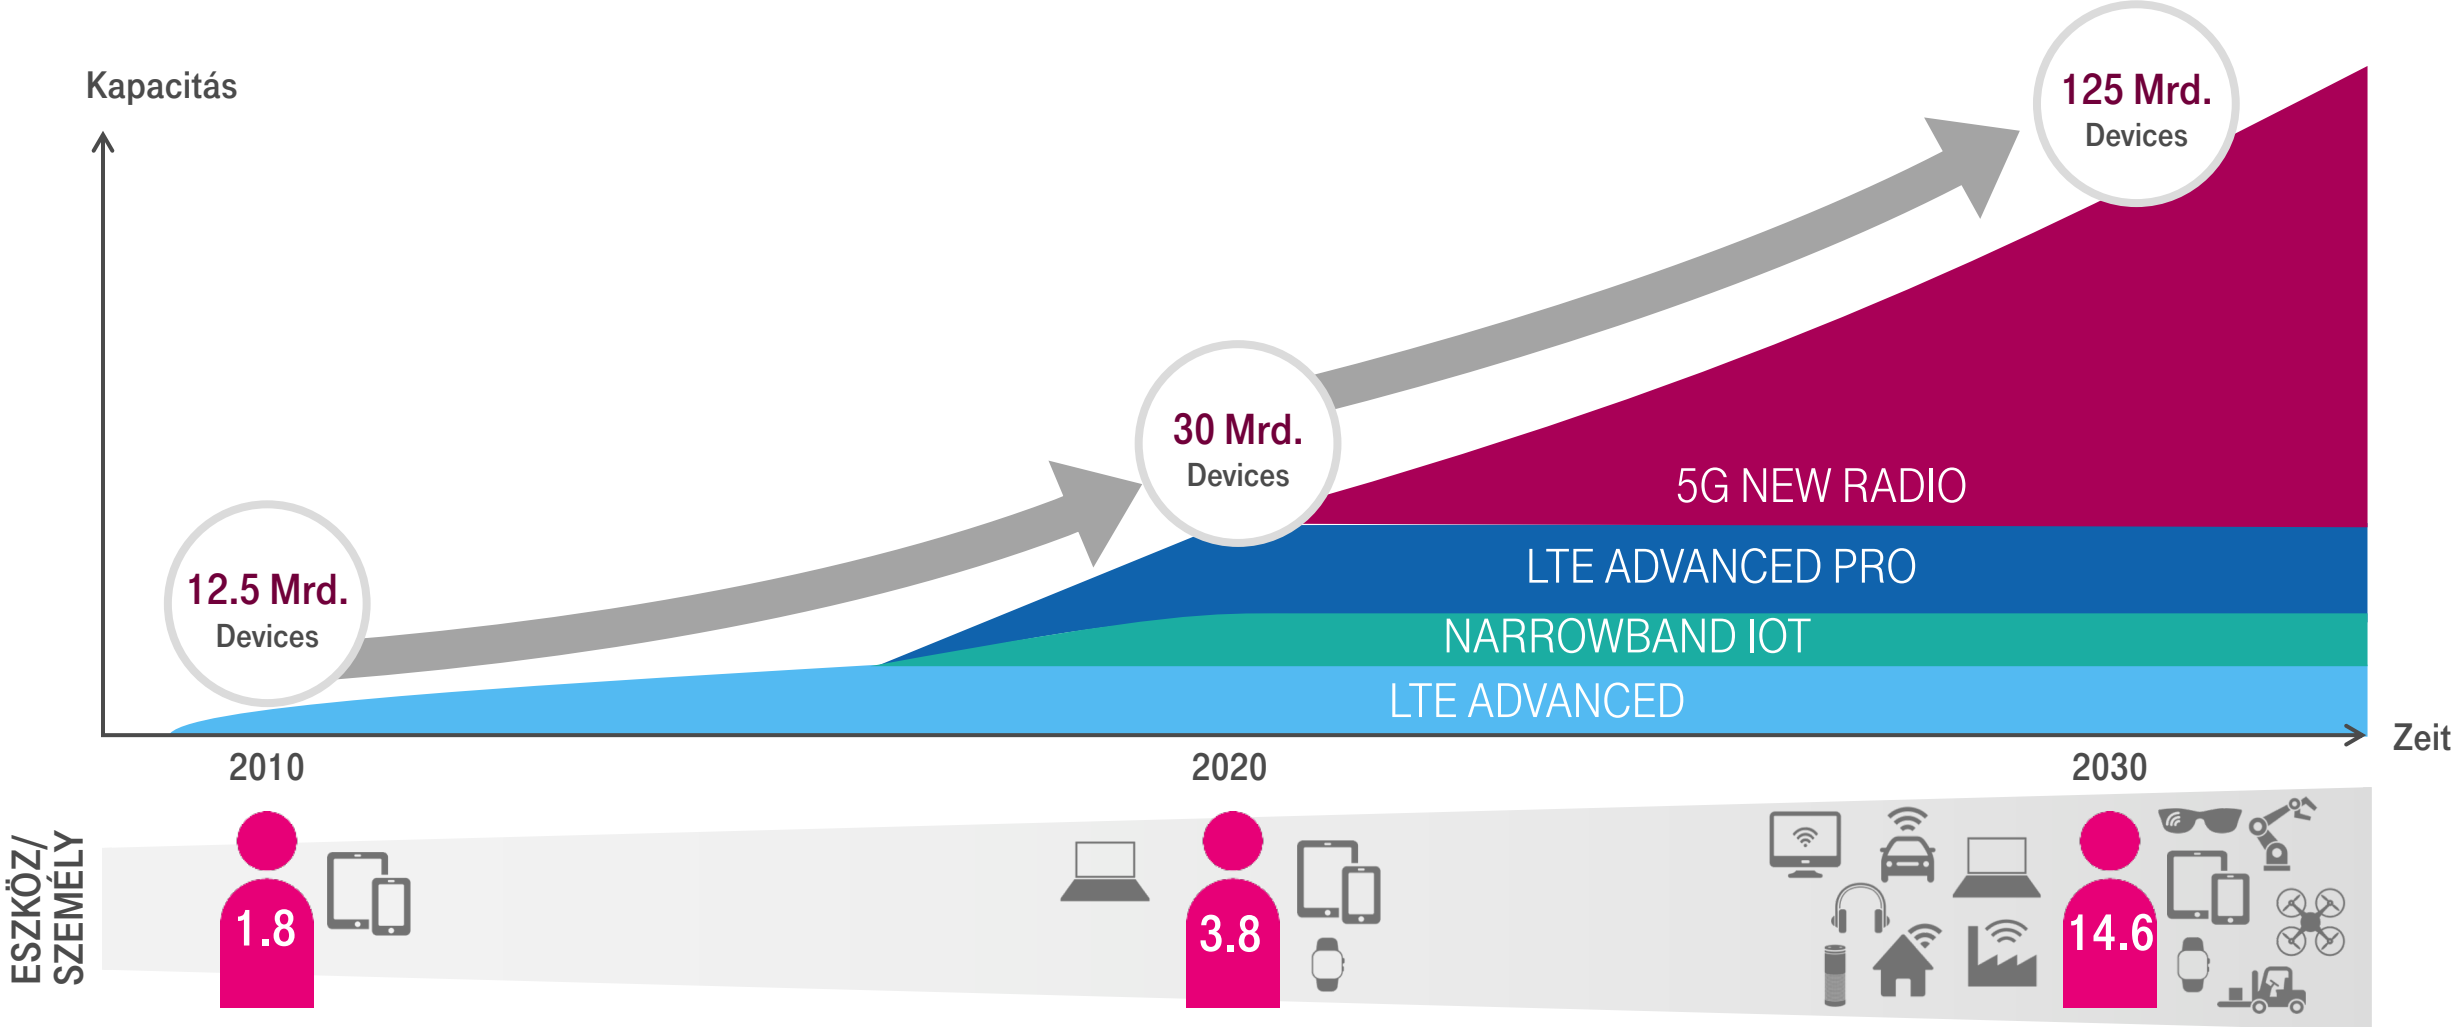 Kapacitás
125 Mrd.
Devices
30 Mrd.
Devices
12.5 Mrd.
Devices
5G NEW RADIO
LTE ADVANCED PRO
NARROWBAND IOT
LTE ADVANCED
Zeit
2010
2020
2030
ESZKÖZ/
SZEMÉLY
1.8
3.8
14.6